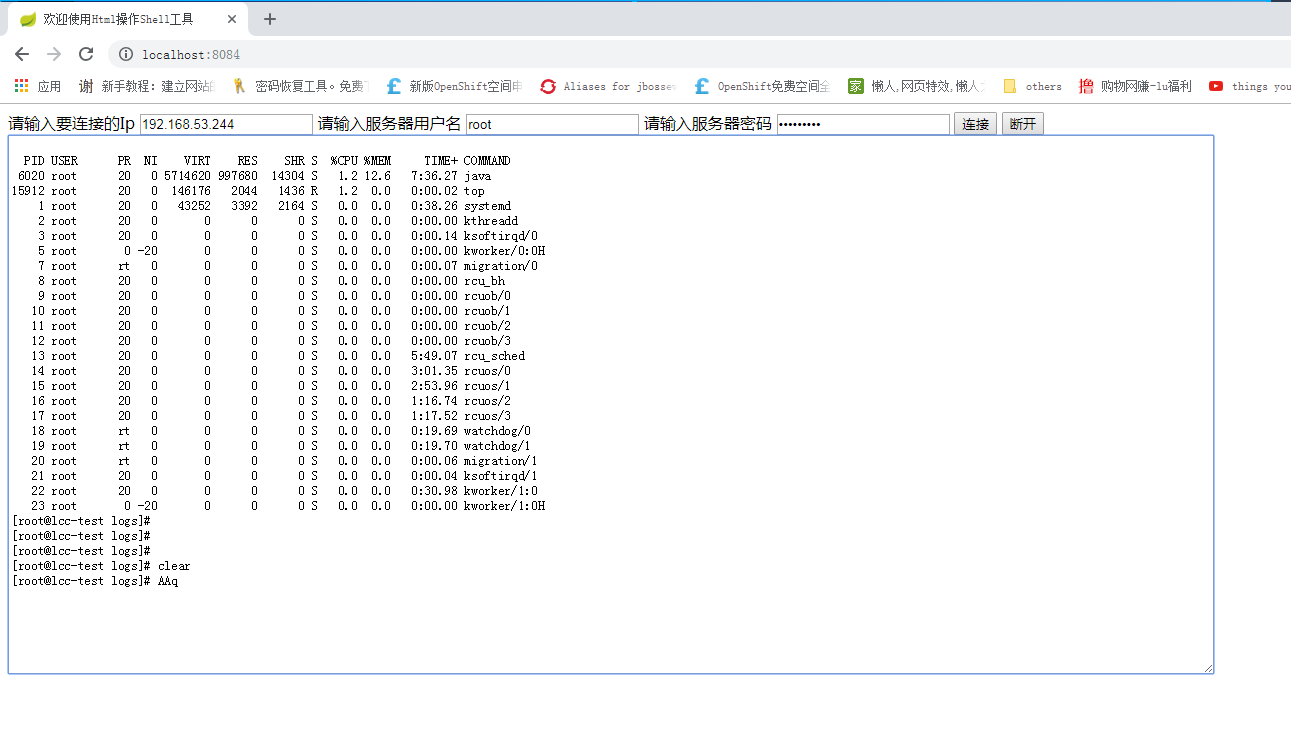 欢迎使用Html操作Shell工具
localhost:8084
应用 新手教程：建立网站的 密码恢复工具。免费 新版OpenShift空间申 Aliases for jbossew OpenShift免费空间全 懒人,网页特效,懒人 others 购物网赚-lu福利 things you
请输入要连接的Ip 192.168.53.244 请输入服务器用户名 root 请输入服务器密码 ••••••••• 连接 断开
PID USER PR NI VIRT RES SHR S %CPU %MEM TIME+ COMMAND
6020 root 20 0 5714620 997680 14304 S 1.2 12.6 7:36.27 java
15912 root 20 0 146176 2044 1436 R 1.2 0.0 0:00.02 top
1 root 20 0 43252 3392 2164 S 0.0 0.0 0:38.26 systemd
2 root 20 0 0 0 0 S 0.0 0.0 0:00.00 kthreadd
3 root 20 0 0 0 0 S 0.0 0.0 0:00.14 ksoftirqd/0
5 root 0 -20 0 0 0 S 0.0 0.0 0:00.00 kworker/0:0H
7 root rt 0 0 0 0 S 0.0 0.0 0:00.07 migration/0
8 root 20 0 0 0 0 S 0.0 0.0 0:00.00 rcu_bh
9 root 20 0 0 0 0 S 0.0 0.0 0:00.00 rcuob/0
10 root 20 0 0 0 0 S 0.0 0.0 0:00.00 rcuob/1
11 root 20 0 0 0 0 S 0.0 0.0 0:00.00 rcuob/2
12 root 20 0 0 0 0 S 0.0 0.0 0:00.00 rcuob/3
13 root 20 0 0 0 0 S 0.0 0.0 5:49.07 rcu_sched
14 root 20 0 0 0 0 S 0.0 0.0 3:01.35 rcuos/0
15 root 20 0 0 0 0 S 0.0 0.0 2:53.96 rcuos/1
16 root 20 0 0 0 0 S 0.0 0.0 1:16.74 rcuos/2
17 root 20 0 0 0 0 S 0.0 0.0 1:17.52 rcuos/3
18 root rt 0 0 0 0 S 0.0 0.0 0:19.69 watchdog/0
19 root rt 0 0 0 0 S 0.0 0.0 0:19.70 watchdog/1
20 root rt 0 0 0 0 S 0.0 0.0 0:00.06 migration/1
21 root 20 0 0 0 0 S 0.0 0.0 0:00.04 ksoftirqd/1
22 root 20 0 0 0 0 S 0.0 0.0 0:30.98 kworker/1:0
23 root 0 -20 0 0 0 S 0.0 0.0 0:00.00 kworker/1:0H
[root@lcc-test logs]#
[root@lcc-test logs]#
[root@lcc-test logs]#
[root@lcc-test logs]# clear
[root@lcc-test logs]# AAq